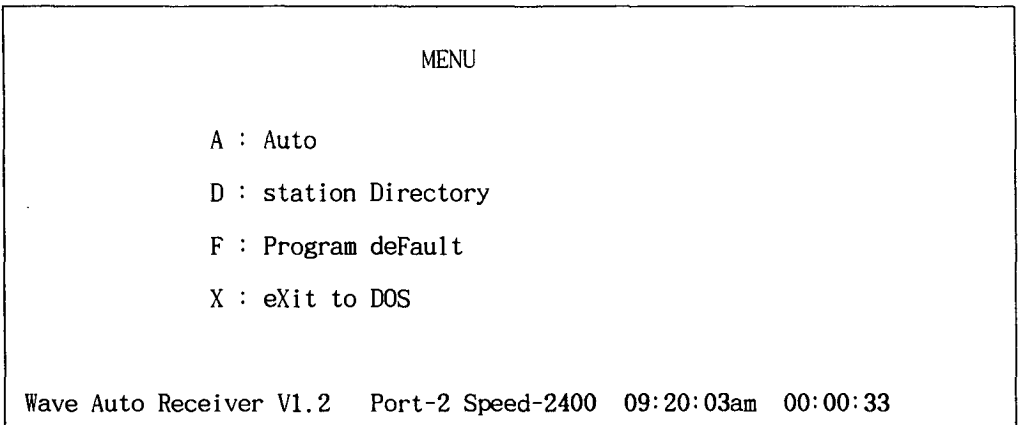 MENU
A : Auto
D : station Directory
F : Program deFault
X : eXit to DOS
Wave Auto Receiver V1.2 Port-2 Speed-2400 09:20:03am 00:00:33